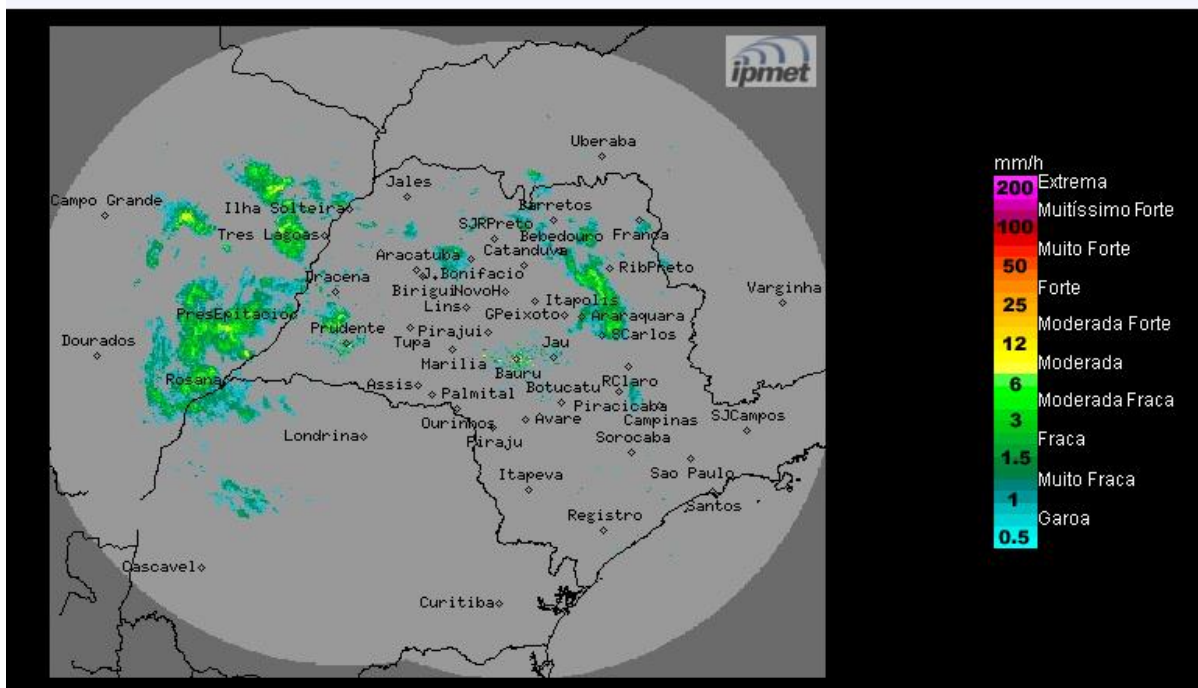 ipmet
Uberaba
Jales
Campo Grande
Ilha Solteira
Barretos
SJRPreto
Tres Lagoas
Bebedouro
Franca
Aracatuba
Catanduva
RibPreto
Dracena
J.Bonifacio
Birigui
NovoH
Varginha
Lins
Itapolis
PresEpitacio
GPeixoto
Araraquara
Prudente
Pirajui
SCarlos
Dourados
Tupa
Jau
Marilia
Bauru
Rosana
Assis
Botucatu
RClaro
Palmital
Piracicaba
Ourinhos
Avare
Campinas
SJCampos
Londrina
Piraju
Sorocaba
Itapeva
Sao Paulo
Santos
Registro
Cascavel
Curitiba
mm/h
200
Extrema
Muitíssimo Forte
100
Muito Forte
50
Forte
25
Moderada Forte
12
Moderada
6
Moderada Fraca
3
Fraca
1.5
Muito Fraca
1
Garoa
0.5